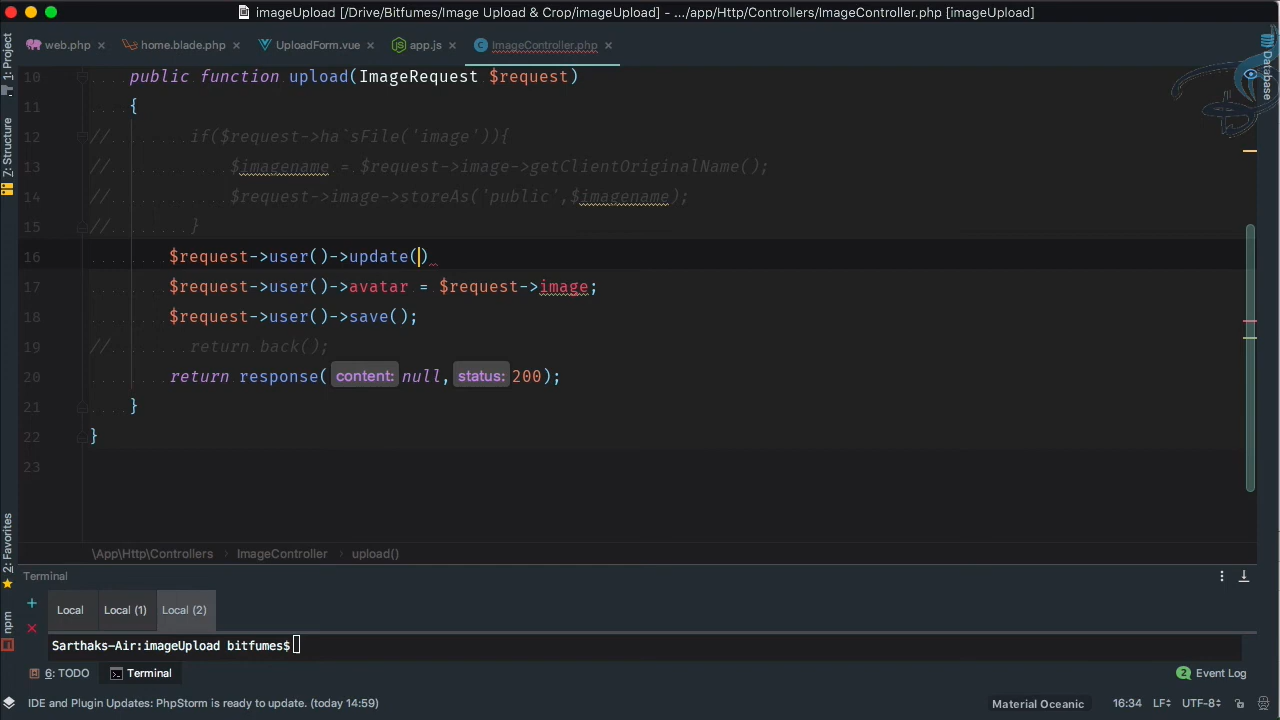 imageUpload [/Drive/Bitfumes/Image Upload & Crop/imageUpload] - .../app/Http/Controllers/ImageController.php [imageUpload]
1: Project
web.php
home.blade.php
UploadForm.vue
app.js
ImageController.php
Database
10 public function upload(ImageRequest $request)
11 {
12 // if($request->ha`sFile('image')){
13 // $imagename = $request->image->getClientOriginalName();
14 // $request->image->storeAs('public',$imagename);
15 // }
16 $request->user()->update()
17 $request->user()->avatar = $request->image;
18 $request->user()->save();
19 // return back();
20 return response( content: null, status: 200);
21 }
22 }
23
Z: Structure
2: Favorites
npm
\App\Http\Controllers › ImageController › upload()
Terminal
Local Local (1) Local (2)
Sarthaks-Air:imageUpload bitfumes$
6: TODO Terminal 2 Event Log
IDE and Plugin Updates: PhpStorm is ready to update. (today 14:59) Material Oceanic 16:34 LF UTF-8